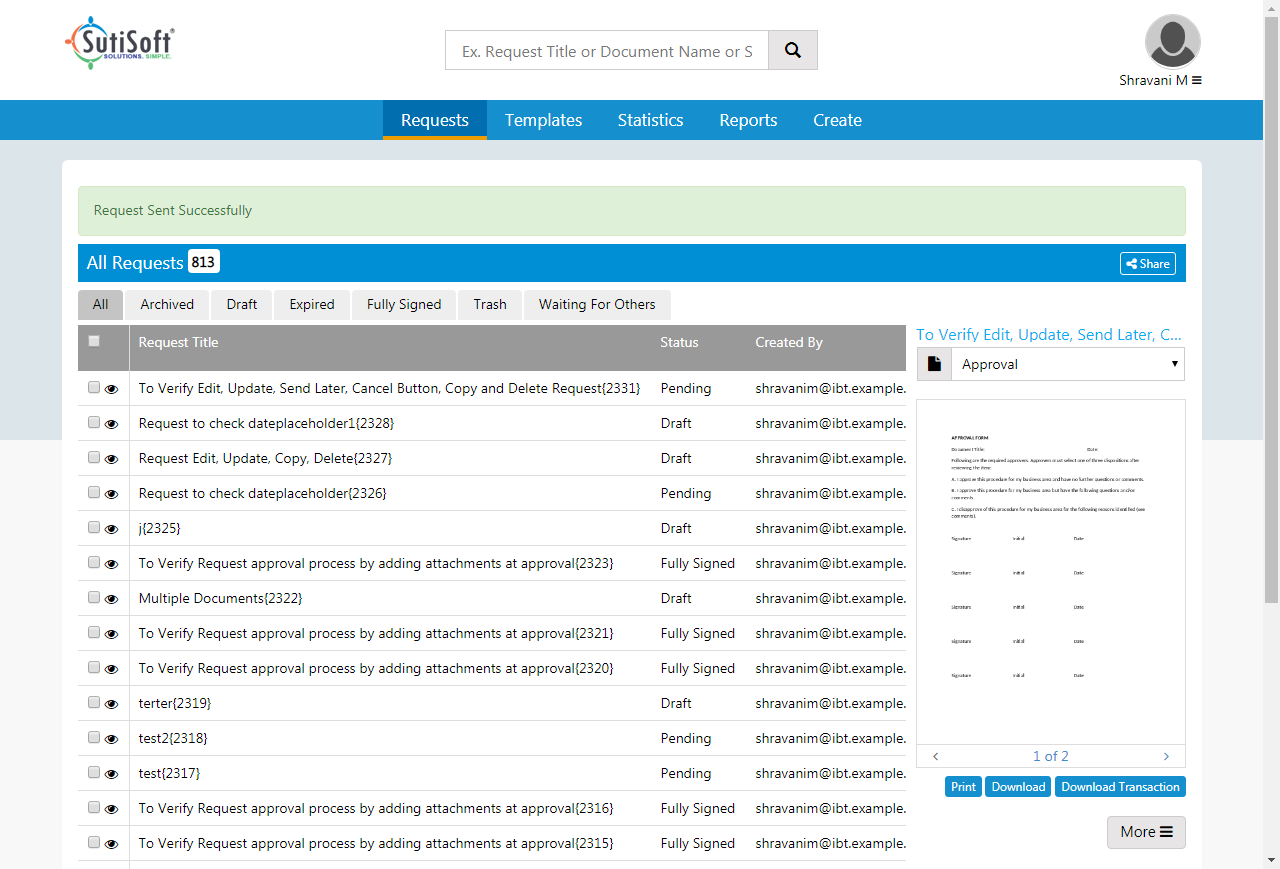 SutiSoft®
SOLUTIONS. SIMPLE.
Ex. Request Title or Document Name or S
Shravani M
Requests Templates Statistics Reports Create
Request Sent Successfully
All Requests 813 Share
All Archived Draft Expired Fully Signed Trash Waiting For Others
Request Title Status Created By
To Verify Edit, Update, Send Later, Cancel Button, Copy and Delete Request{2331} Pending shravanim@ibt.example.
Request to check dateplaceholder1{2328} Draft shravanim@ibt.example.
Request Edit, Update, Copy, Delete{2327} Draft shravanim@ibt.example.
Request to check dateplaceholder{2326} Pending shravanim@ibt.example.
j{2325} Draft shravanim@ibt.example.
To Verify Request approval process by adding attachments at approval{2323} Fully Signed shravanim@ibt.example.
Multiple Documents{2322} Draft shravanim@ibt.example.
To Verify Request approval process by adding attachments at approval{2321} Fully Signed shravanim@ibt.example.
To Verify Request approval process by adding attachments at approval{2320} Fully Signed shravanim@ibt.example.
terter{2319} Draft shravanim@ibt.example.
test2{2318} Pending shravanim@ibt.example.
test{2317} Pending shravanim@ibt.example.
To Verify Request approval process by adding attachments at approval{2316} Fully Signed shravanim@ibt.example.
To Verify Request approval process by adding attachments at approval{2315} Fully Signed shravanim@ibt.example.
To Verify Edit, Update, Send Later, C...
Approval
APPROVAL FORM
Document Title: Date:
Following are the required approvers. Approvers must select one of three dispositions after
reviewing the item:
A. I approve this procedure for my business area and have no further questions or comments.
B. I approve this procedure for my business area but have the following questions and/or
comments.
C. I disapprove of this procedure for my business area for the following reasons identified (see
comments).
Signature Initial Date
Signature Initial Date
Signature Initial Date
Signature Initial Date
Signature Initial Date
1 of 2
Print Download Download Transaction
More